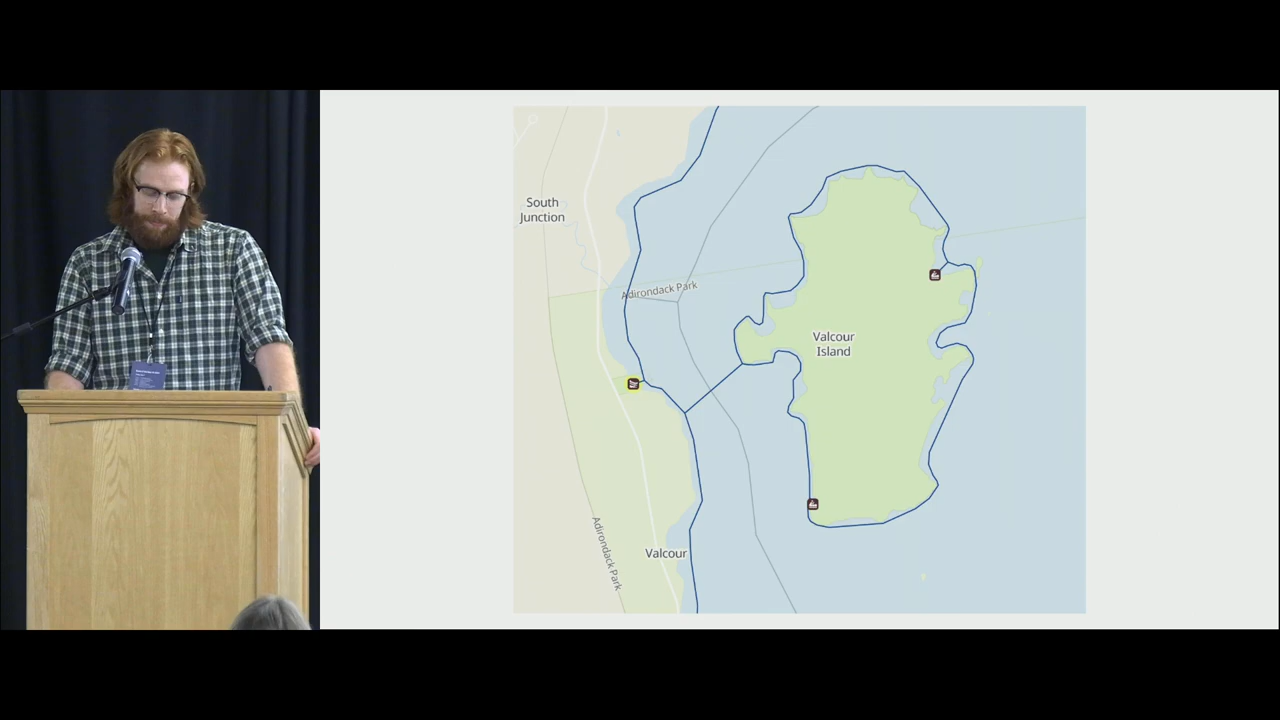 South
Junction
Adirondack Park
Valcour
Island
Adirondack Park
Valcour